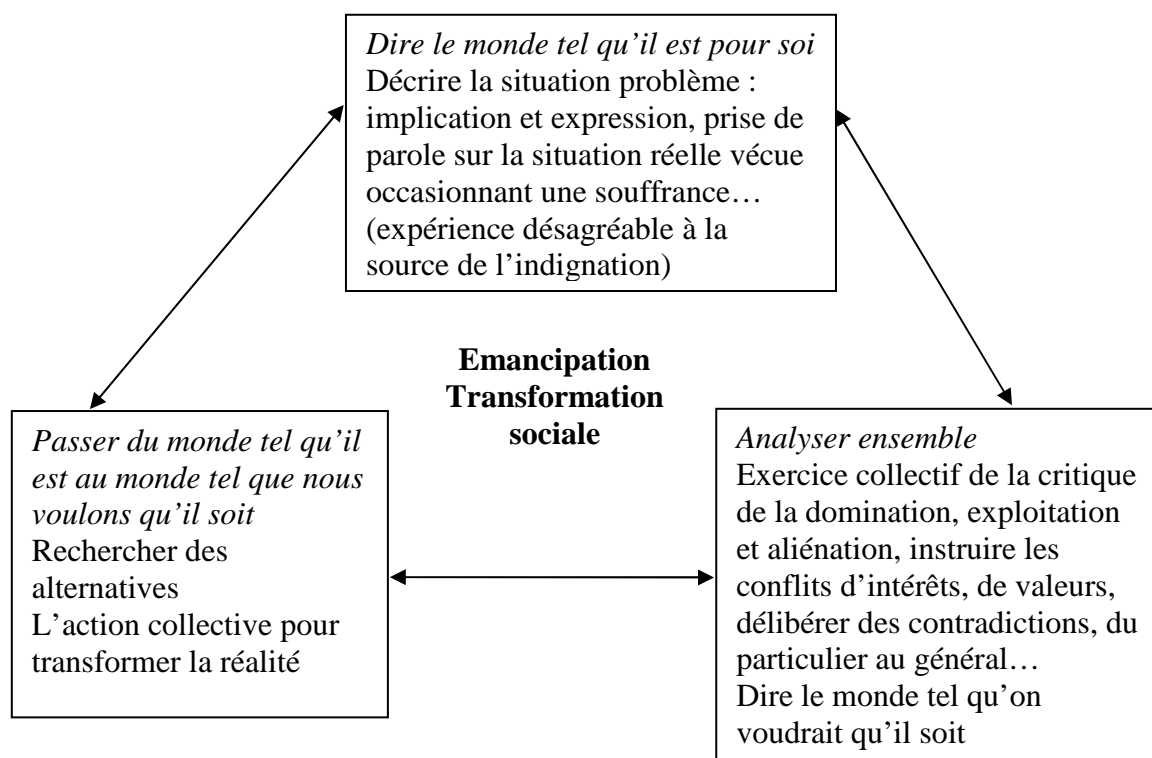 Dire le monde tel qu’il est pour soi
Décrire la situation problème :
implication et expression, prise de
parole sur la situation réelle vécue
occasionnant une souffrance…
(expérience désagréable à la
source de l’indignation)
Emancipation
Transformation
sociale
Passer du monde tel qu’il
est au monde tel que nous
voulons qu’il soit
Rechercher des
alternatives
L’action collective pour
transformer la réalité
Analyser ensemble
Exercice collectif de la critique
de la domination, exploitation
et aliénation, instruire les
conflits d’intérêts, de valeurs,
délibérer des contradictions, du
particulier au général…
Dire le monde tel qu’on
voudrait qu’il soit